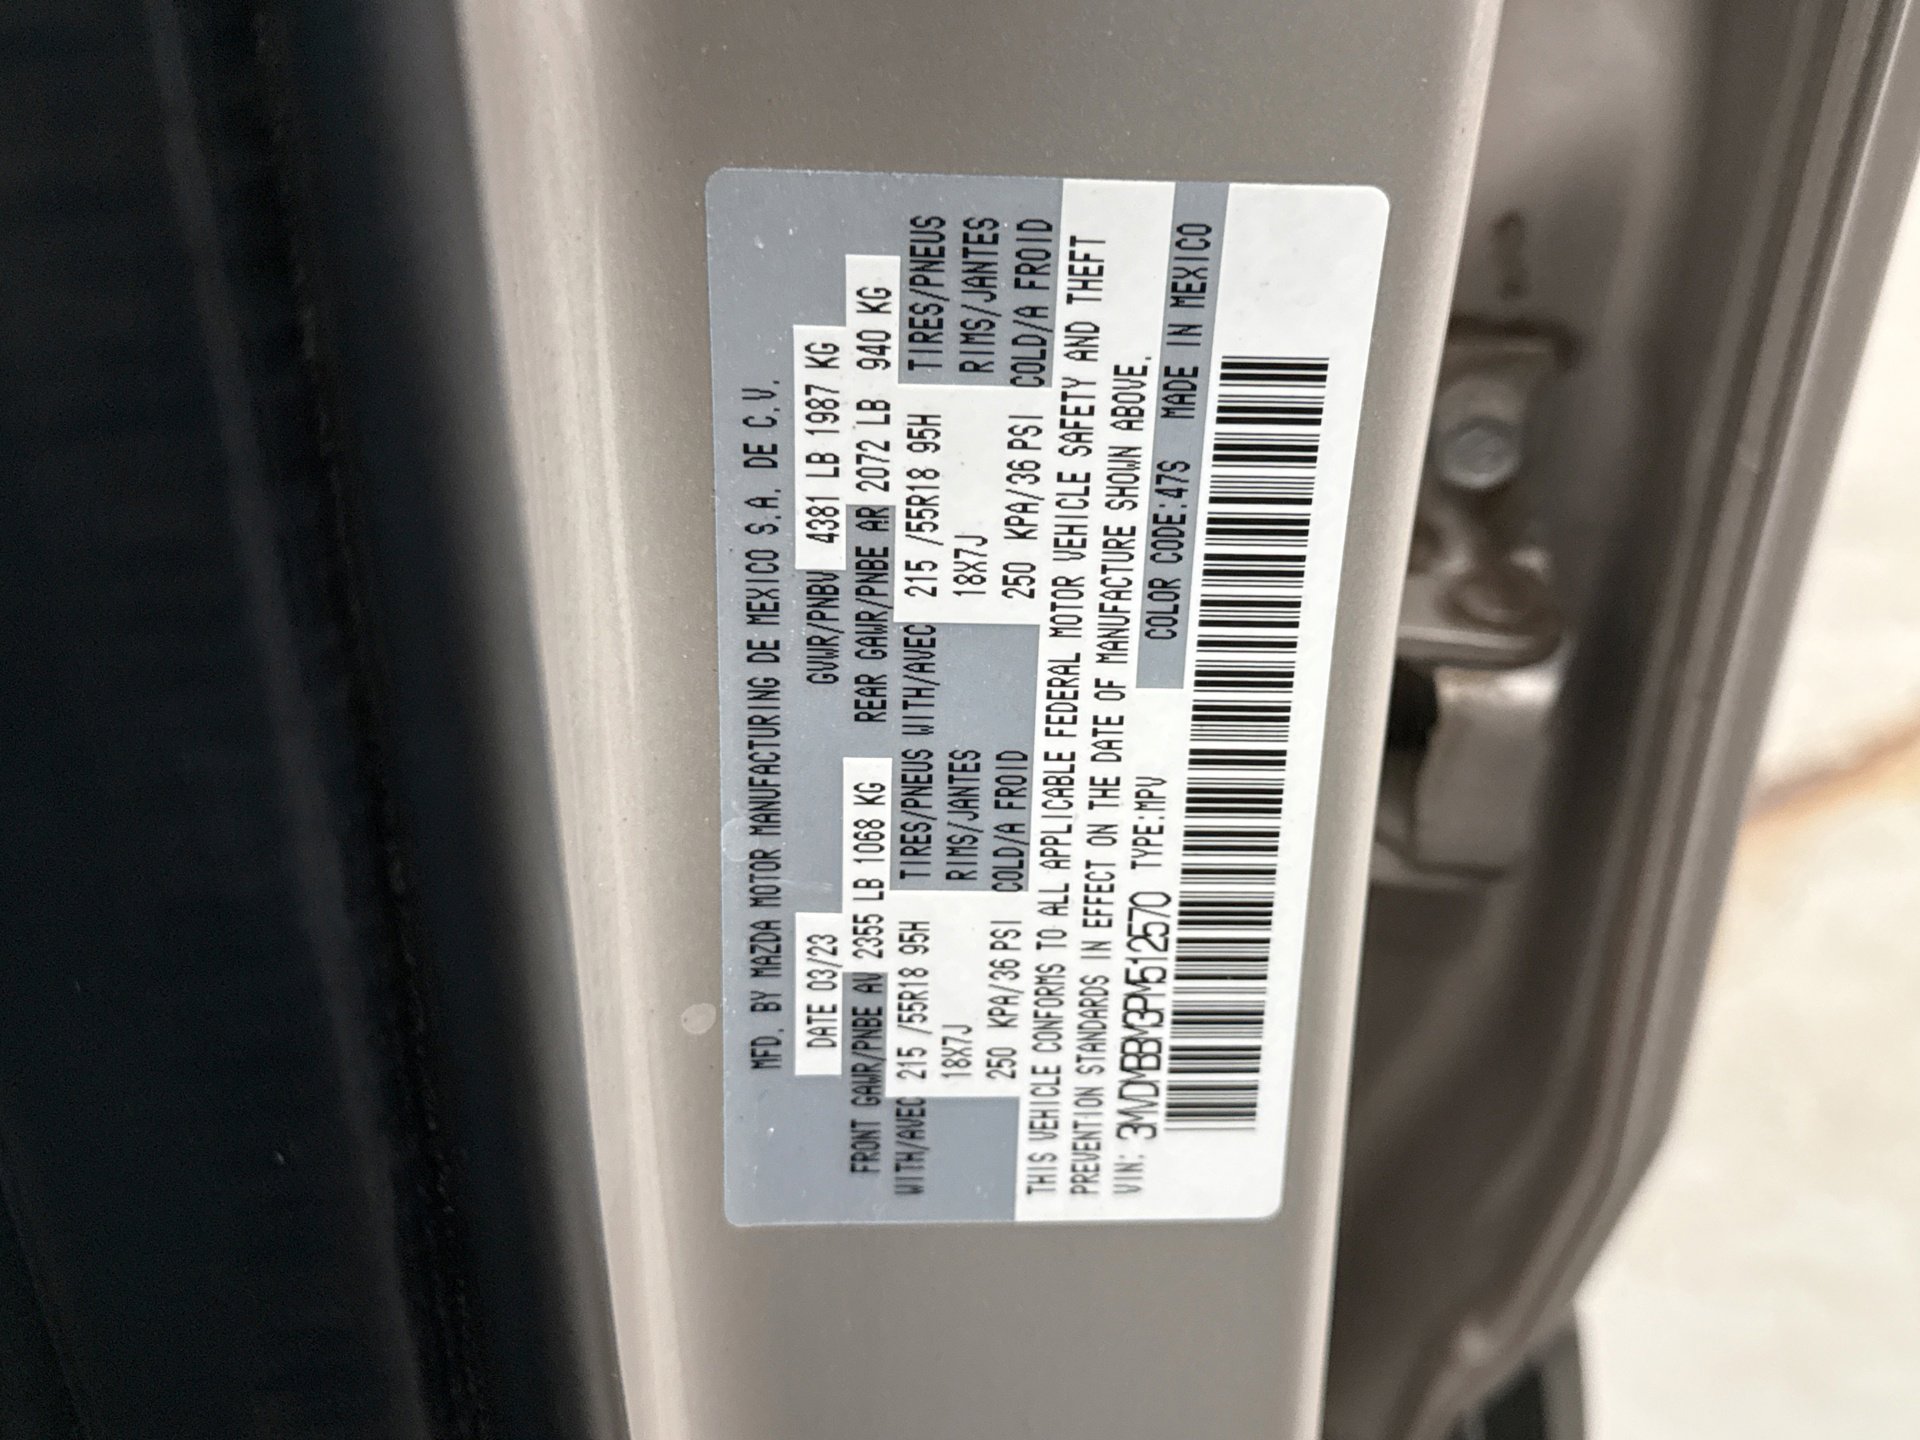 MFD. BY MAZDA MOTOR MANUFACTURING DE MEXICO S.A. DE C.V.
DATE 03/23 GVWR/PNBV 4381 LB 1987 KG
FRONT GAWR/PNBE AV 2355 LB 1068 KG REAR GAWR/PNBE AR 2072 LB 940 KG
WITH/AVEC 215 /55R18 95H TIRES/PNEUS WITH/AVEC 215 /55R18 95H TIRES/PNEUS
18X7J RIMS/JANTES 18X7J RIMS/JANTES
250 KPA/36 PSI COLD/A FROID 250 KPA/36 PSI COLD/A FROID
THIS VEHICLE CONFORMS TO ALL APPLICABLE FEDERAL MOTOR VEHICLE SAFETY AND THEFT
PREVENTION STANDARDS IN EFFECT ON THE DATE OF MANUFACTURE SHOWN ABOVE.
VIN: 3MVDMBBM3PM512570 TYPE:MPV COLOR CODE:47S MADE IN MEXICO